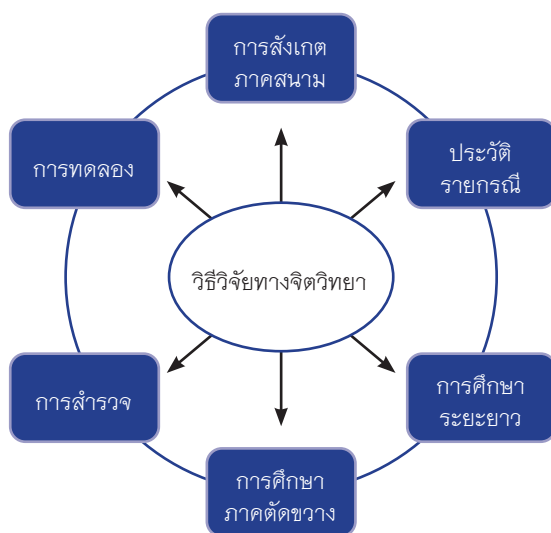 การสังเกต
ภาคสนาม
ประวัติ
รายกรณี
การทดลอง
วิธีวิจัยทางจิตวิทยา
การสำรวจ
การศึกษา
ระยะยาว
การศึกษา
ภาคตัดขวาง